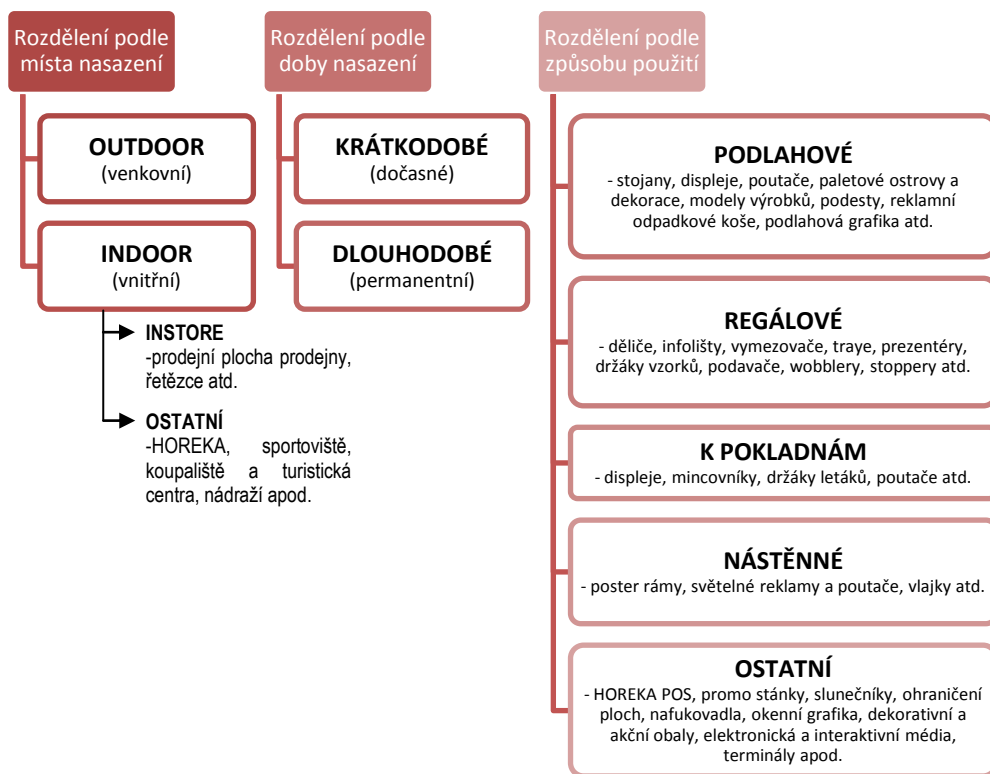 Rozdělení podle
místa nasazení
OUTDOOR
(venkovní)
INDOOR
(vnitřní)
INSTORE
-prodejní plocha prodejny,
řetězce atd.
OSTATNÍ
-HOREKA, sportoviště,
koupaliště a turistická
centra, nádraží apod.
Rozdělení podle
doby nasazení
KRÁTKODOBÉ
(dočasné)
DLOUHODOBÉ
(permanentní)
Rozdělení podle
způsobu použití
PODLAHOVÉ
- stojany, displeje, poutače, paletové ostrovy a
dekorace, modely výrobků, podesty, reklamní
odpadkové koše, podlahová grafika atd.
REGÁLOVÉ
- děliče, infolišty, vymezovače, traye, prezentéry,
držáky vzorků, podavače, wobblery, stoppery atd.
K POKLADNÁM
- displeje, mincovníky, držáky letáků, poutače atd.
NÁSTĚNNÉ
- poster rámy, světelné reklamy a poutače, vlajky atd.
OSTATNÍ
- HOREKA POS, promo stánky, slunečníky, ohraničení
ploch, nafukovadla, okenní grafika, dekorativní a
akční obaly, elektronická a interaktivní média,
terminály apod.